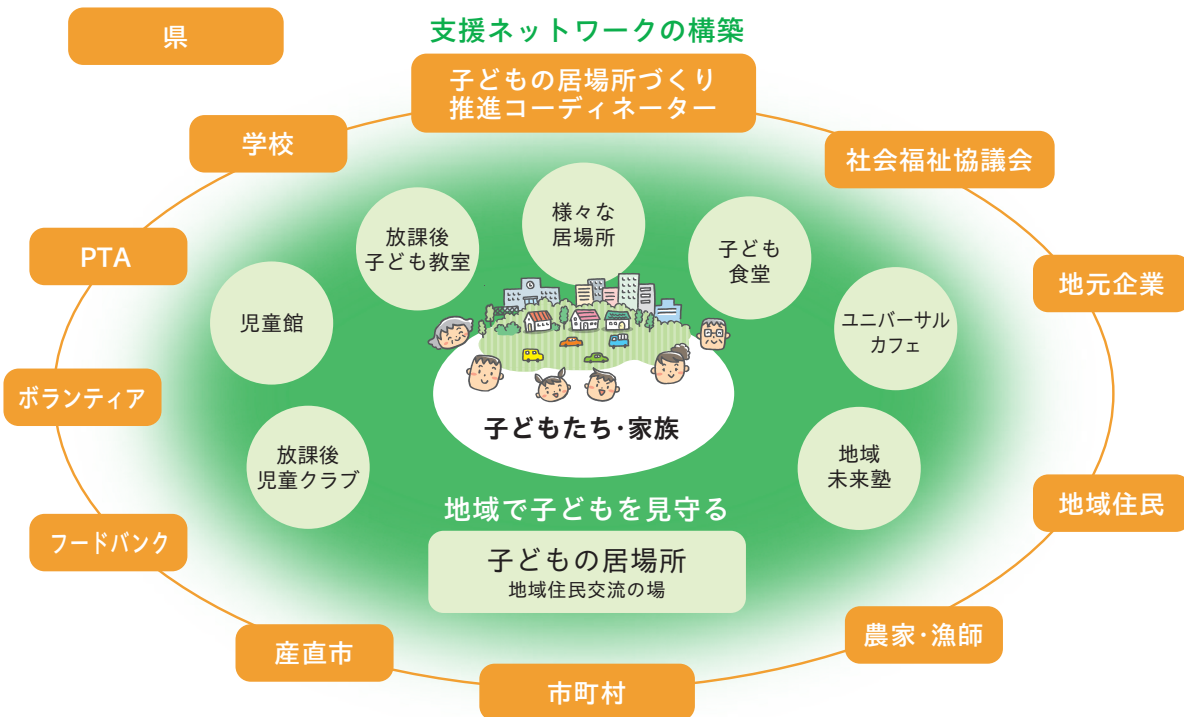 県
支援ネットワークの構築
子どもの居場所づくり
推進コーディネーター
学校
社会福祉協議会
PTA
地元企業
ボランティア
地域住民
フードバンク
農家・漁師
産直市
市町村
様々な
居場所
放課後
子ども教室
子ども
食堂
児童館
ユニバーサル
カフェ
放課後
児童クラブ
地域
未来塾
子どもたち・家族
地域で子どもを見守る
子どもの居場所
地域住民交流の場